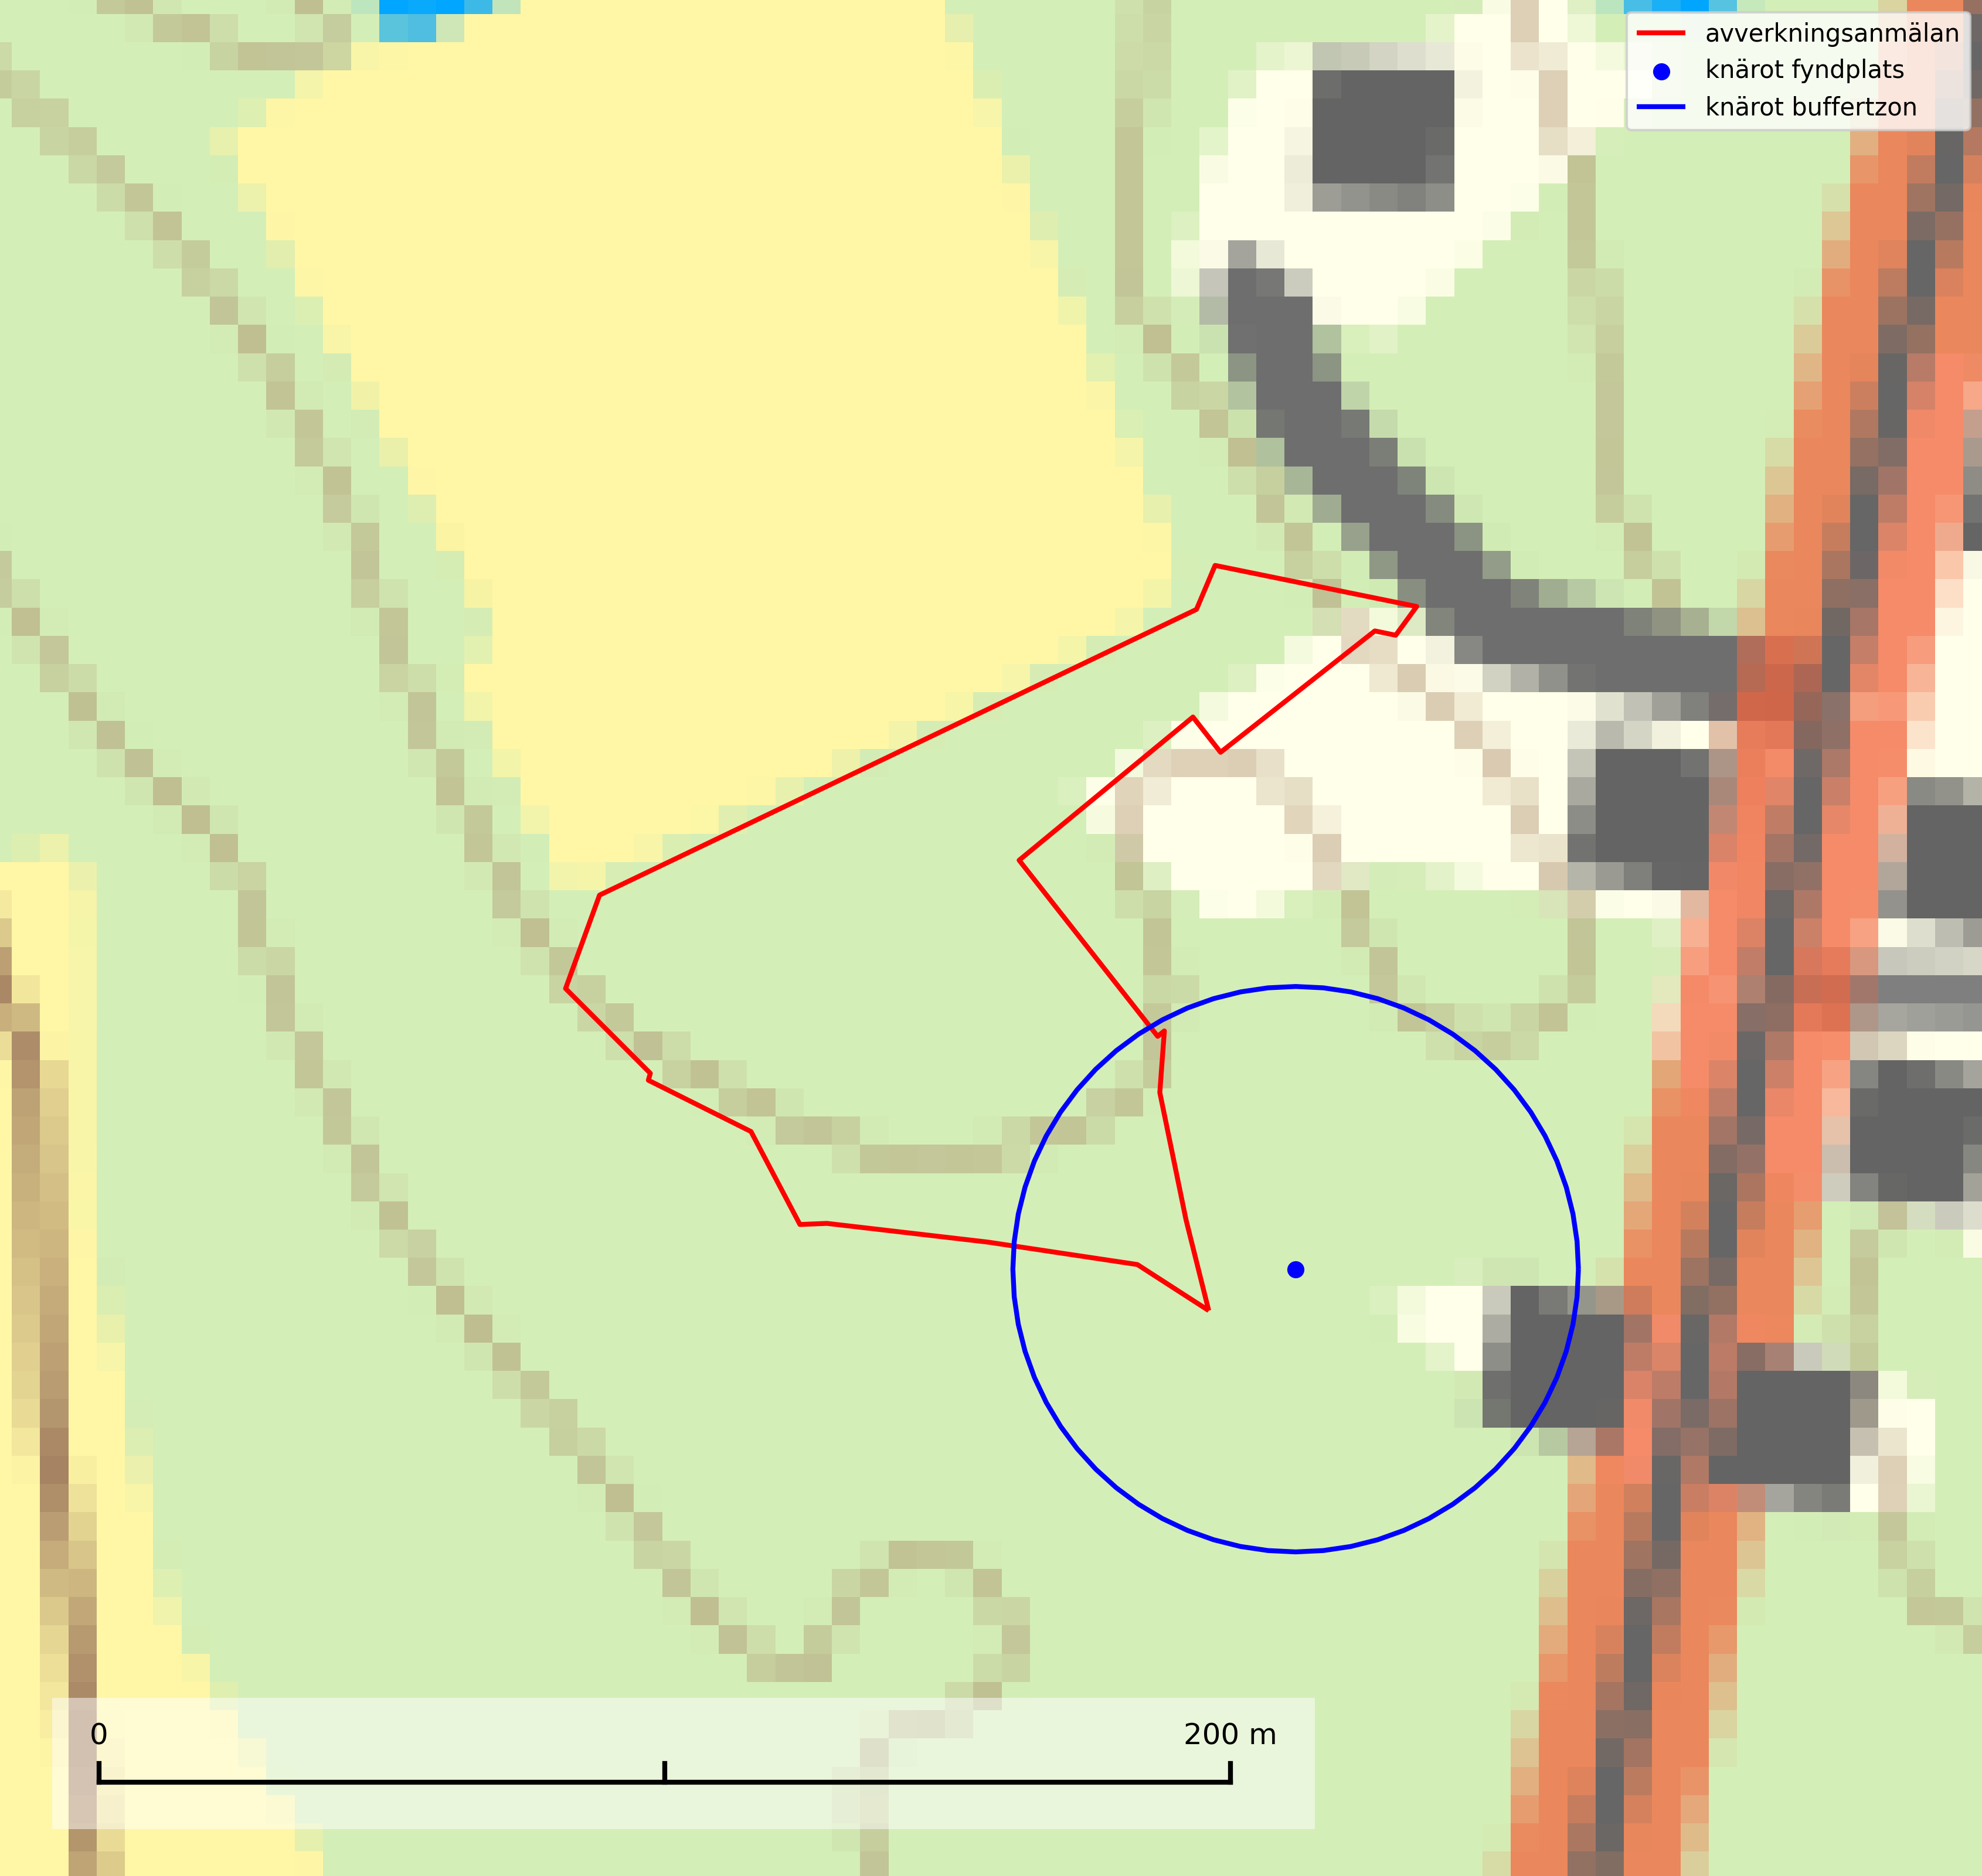 avverkningsanmälan
knärot fyndplats
knärot buffertzon
0 200 m